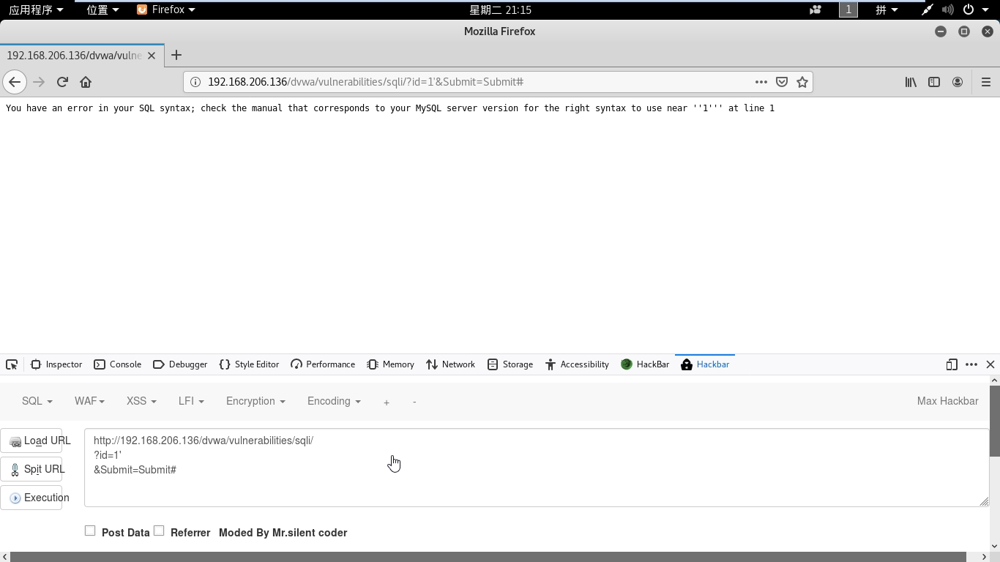 应用程序 位置 Firefox 星期二 21:15 1 拼
Mozilla Firefox
192.168.206.136/dvwa/vulne
192.168.206.136/dvwa/vulnerabilities/sqli/?id=1'&Submit=Submit#
You have an error in your SQL syntax; check the manual that corresponds to your MySQL server version for the right syntax to use near ''1''' at line 1
Inspector Console Debugger Style Editor Performance Memory Network Storage Accessibility HackBar Hackbar
SQL WAF XSS LFI Encryption Encoding + - Max Hackbar
Load URL
Spit URL
Execution
http://192.168.206.136/dvwa/vulnerabilities/sqli/
?id=1'
&Submit=Submit#
Post Data Referrer Moded By Mr.silent coder